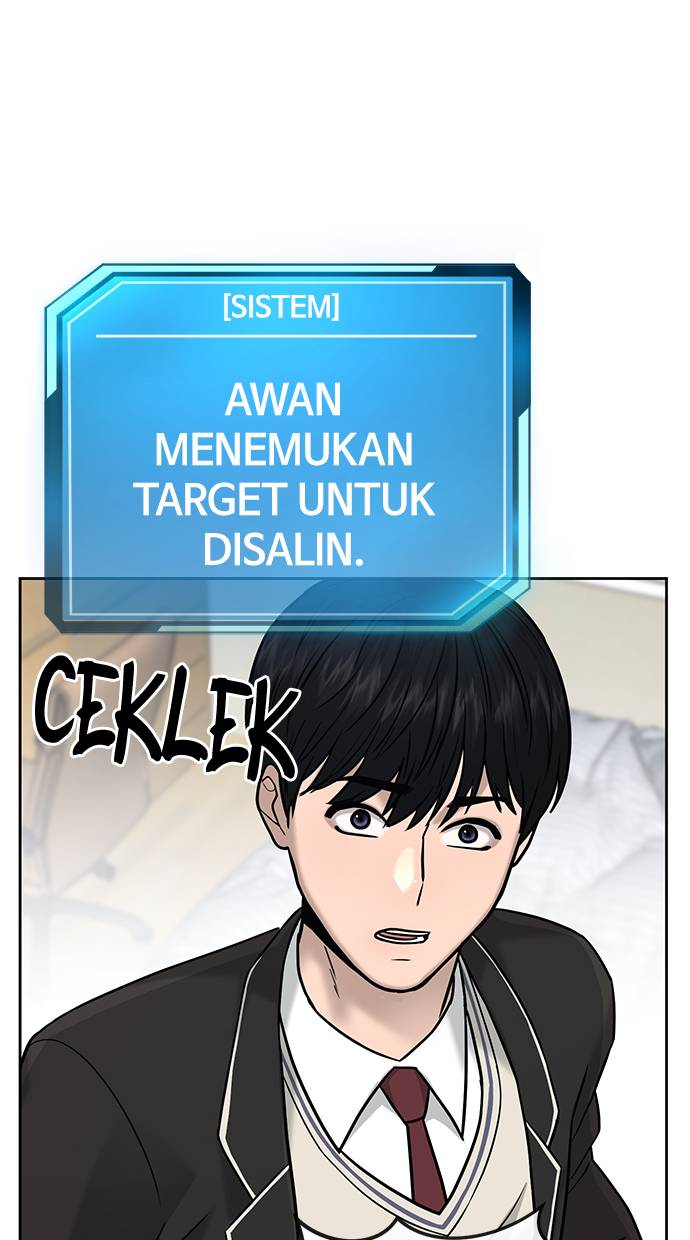 [SISTEM]
AWAN
MENEMUKAN
TARGET UNTUK
DISALIN.
CEKLEK